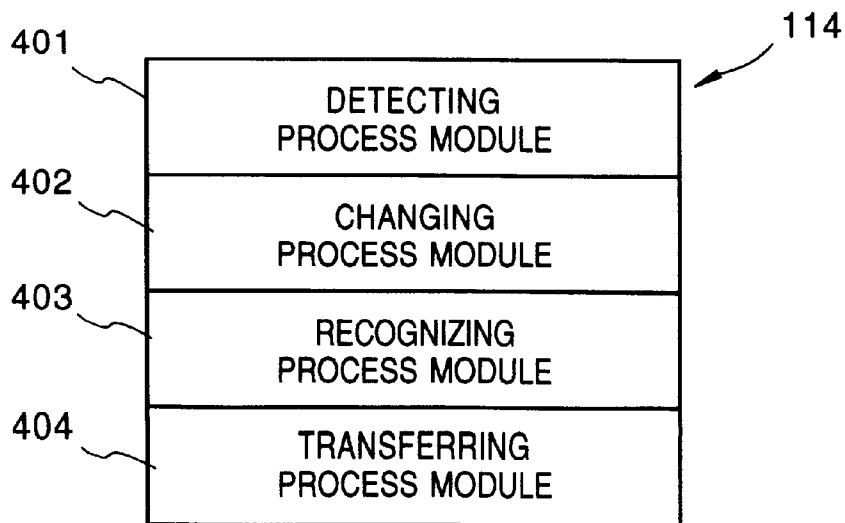 114
401
DETECTING
PROCESS MODULE
402
CHANGING
PROCESS MODULE
403
RECOGNIZING
PROCESS MODULE
404
TRANSFERRING
PROCESS MODULE